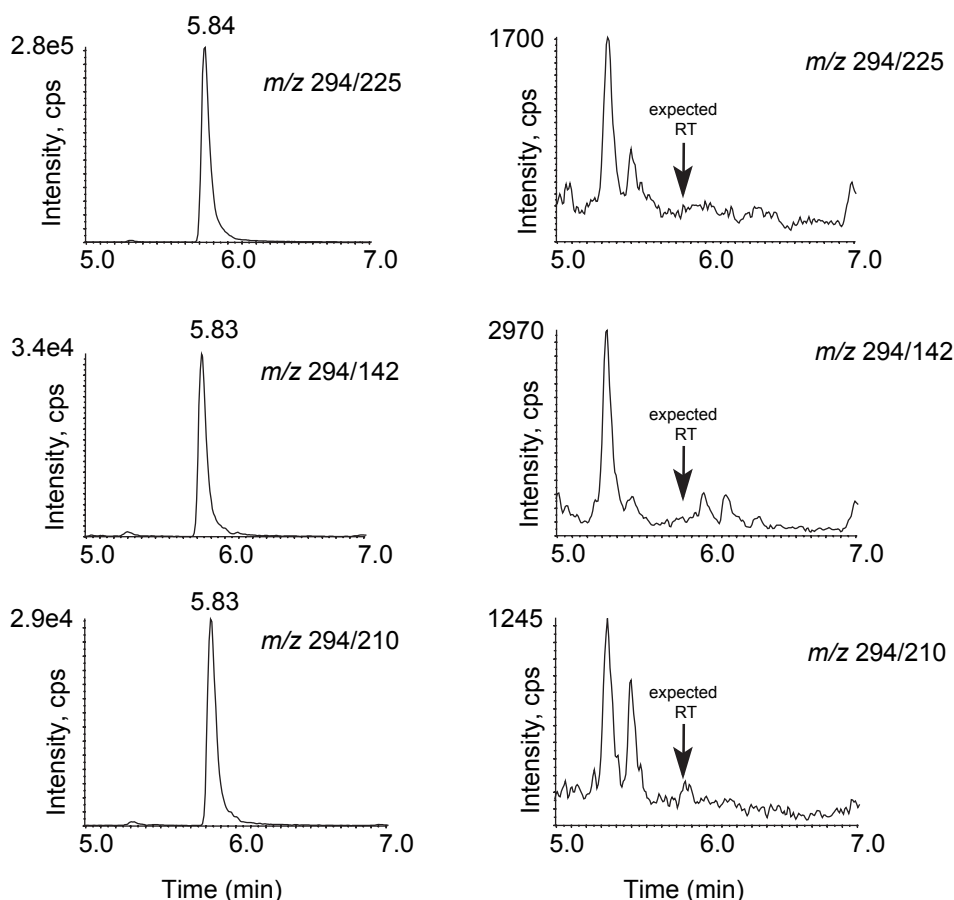 5.84
2.8e5
m/z 294/225
Intensity, cps
5.0 6.0 7.0
1700
m/z 294/225
expected
RT
Intensity, cps
5.0 6.0 7.0
5.83
3.4e4
m/z 294/142
Intensity, cps
5.0 6.0 7.0
2970
m/z 294/142
expected
RT
Intensity, cps
5.0 6.0 7.0
5.83
2.9e4
m/z 294/210
Intensity, cps
5.0 6.0 7.0
Time (min)
1245
m/z 294/210
expected
RT
Intensity, cps
5.0 6.0 7.0
Time (min)